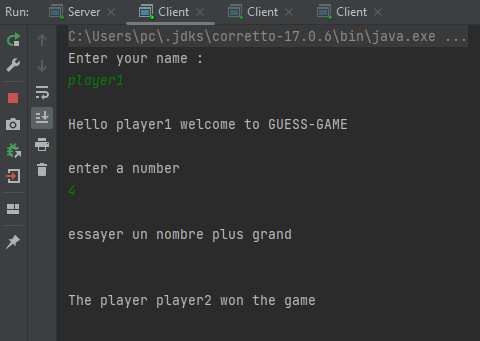 Run: Server Client Client Client
C:\Users\pc\.jdks\corretto-17.0.6\bin\java.exe ...
Enter your name :
player1
Hello player1 welcome to GUESS-GAME
enter a number
4
essayer un nombre plus grand
The player player2 won the game